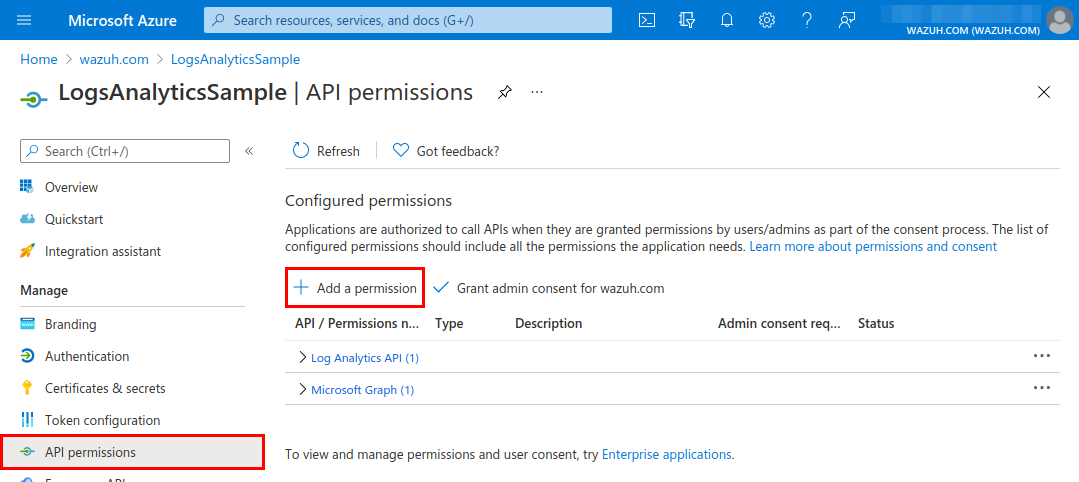 Microsoft Azure
Search resources, services, and docs (G+/)
WAZUH.COM (WAZUH.COM)
Home > wazuh.com > LogsAnalyticsSample
LogsAnalyticsSample | API permissions
Search (Ctrl+/)
Overview
Quickstart
Integration assistant
Manage
Branding
Authentication
Certificates & secrets
Token configuration
API permissions
Refresh
Got feedback?
Configured permissions
Applications are authorized to call APIs when they are granted permissions by users/admins as part of the consent process. The list of
configured permissions should include all the permissions the application needs. Learn more about permissions and consent
Add a permission
Grant admin consent for wazuh.com
API / Permissions n... Type Description Admin consent req... Status
Log Analytics API (1)
Microsoft Graph (1)
To view and manage permissions and user consent, try Enterprise applications.